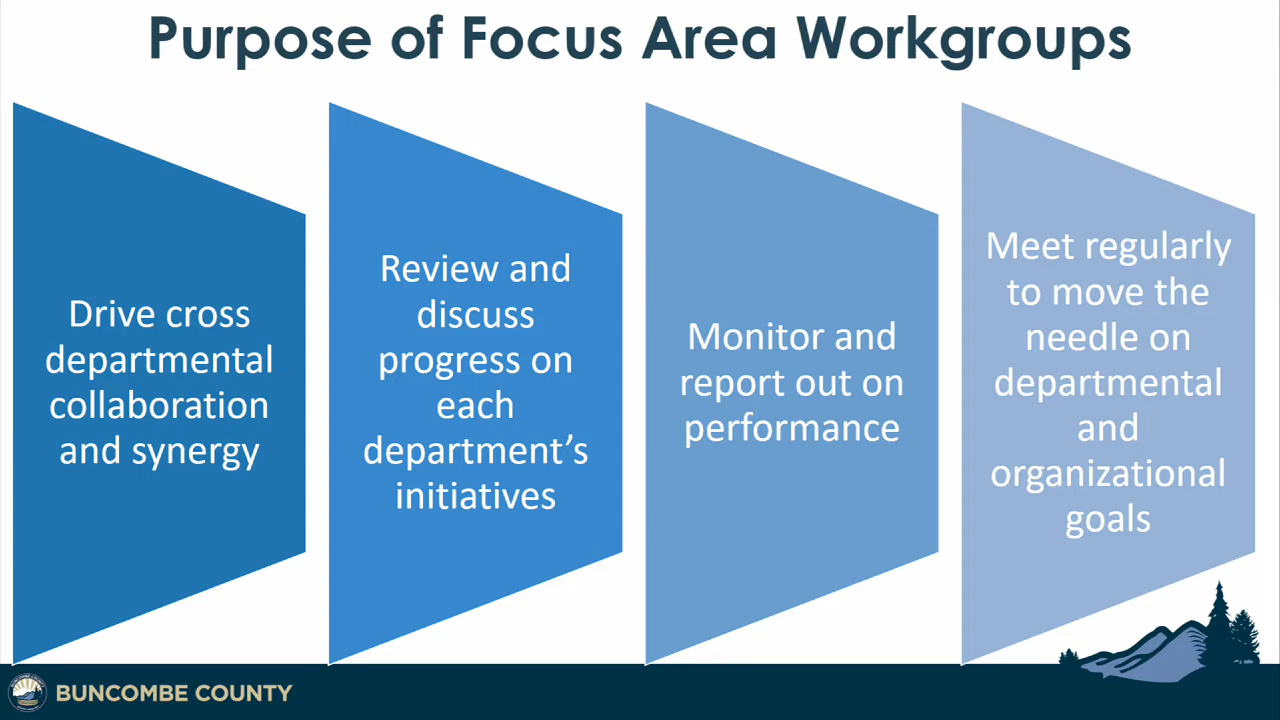 Purpose of Focus Area Workgroups
Drive cross
departmental
collaboration
and synergy
Review and
discuss
progress on
each
department’s
initiatives
Monitor and
report out on
performance
Meet regularly
to move the
needle on
departmental
and
organizational
goals
BUNCOMBE COUNTY